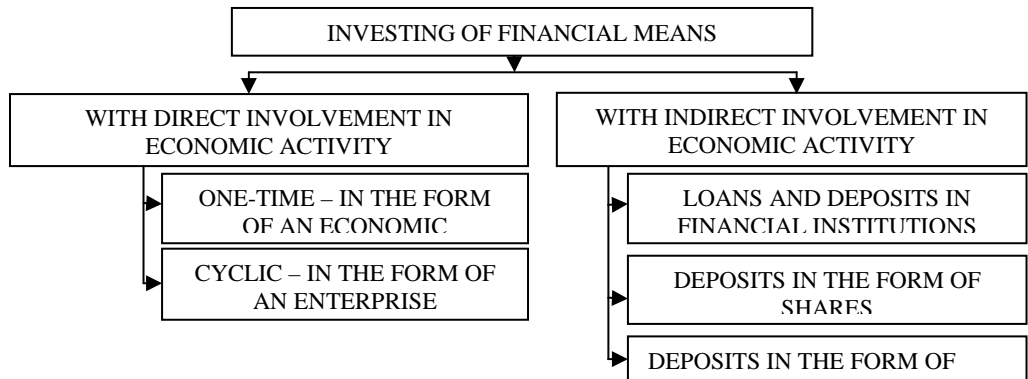 INVESTING OF FINANCIAL MEANS
WITH DIRECT INVOLVEMENT IN
ECONOMIC ACTIVITY
ONE-TIME – IN THE FORM
OF AN ECONOMIC
CYCLIC – IN THE FORM OF
AN ENTERPRISE
WITH INDIRECT INVOLVEMENT IN
ECONOMIC ACTIVITY
LOANS AND DEPOSITS IN
FINANCIAL INSTITUTIONS
DEPOSITS IN THE FORM OF
SHARES
DEPOSITS IN THE FORM OF